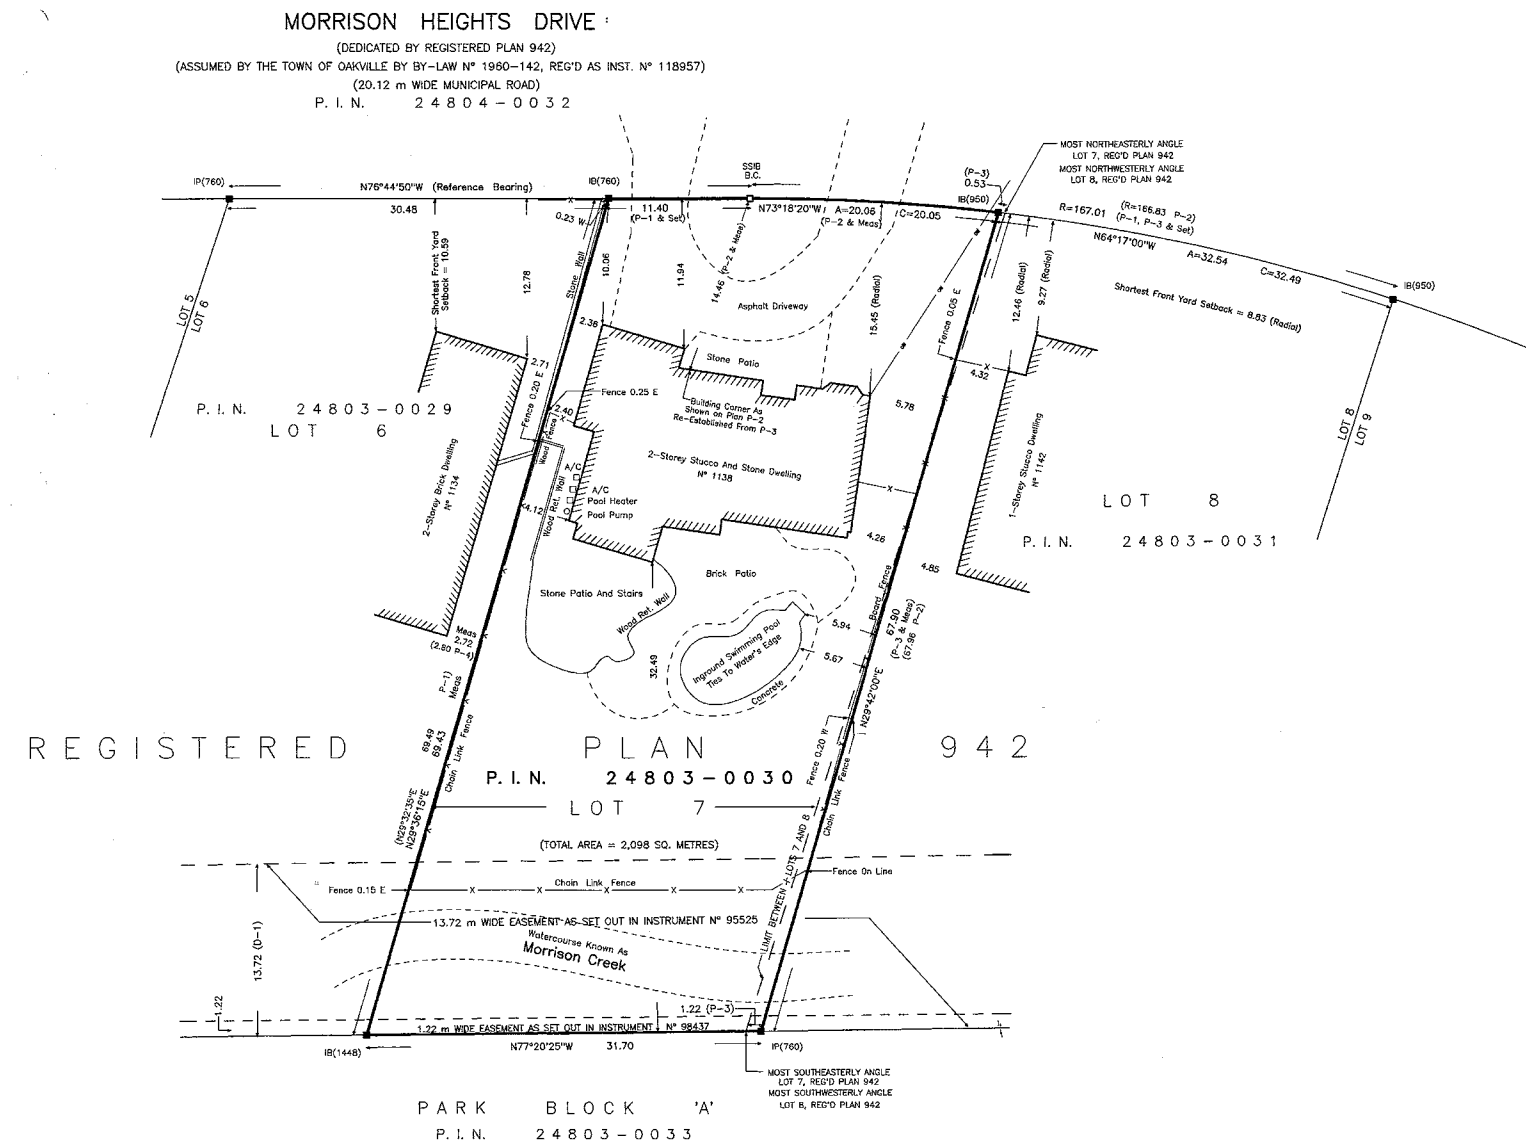 MORRISON HEIGHTS DRIVE
(DEDICATED BY REGISTERED PLAN 942)
(ASSUMED BY THE TOWN OF OAKVILLE BY BY-LAW Nº 1960-142, REG'D AS INST. Nº 118957)
(20.12 m WIDE MUNICIPAL ROAD)
P. I. N. 24804-0032
MOST NORTHEASTERLY ANGLE
LOT 7, REG'D PLAN 942
MOST NORTHWESTERLY ANGLE
LOT 8, REG'D PLAN 942
SSIB
B.C.
(P-3)
0.53
IP(760)
N76°44'50"W (Reference Bearing)
30.48
IB(760)
0.23 W
11.40
(P-1 & Set)
N73°18'20"W
A=20.06
(P-2 & Meas)
C=20.05
IB(950)
R=167.01
(R=166.83 P-2)
(P-1, P-3 & Set)
N64°17'00"W
A=32.54
C=32.49
IB(950)
Shortest Front Yard Setback = 8.83 (Radial)
Shortest Front Yard
Setback = 10.59
12.78
Stone Wall
10.06
11.94
14.46 (P-2 & Meas)
Asphalt Driveway
15.45 (Radial)
Fence 0.05 E
12.46 (Radial)
9.27 (Radial)
LOT 5
LOT 6
2.36
Stone Patio
2.71
Fence 0.20 E
Fence 0.25 E
2.40
4.32
5.78
Building Corner As
Shown on Plan P-2
Re-Established From P-3
P. I. N. 24803-0029
LOT 6
2-Storey Brick Dwelling
Nº 1134
Wood Fence
A/C
A/C
Pool Heater
Pool Pump
Wood Ret. Wall
4.12
2-Storey Stucco And Stone Dwelling
Nº 1138
1-Storey Stucco Dwelling
Nº 1142
LOT 8
LOT 9
LOT 8
P. I. N. 24803-0031
4.26
4.85
Brick Patio
Stone Patio And Stairs
Wood Ret. Wall
Board Fence
67.90
(P-3 & Meas)
(67.96 P-2)
5.94
5.67
Inground Swimming Pool
Ties To Water's Edge
Concrete
32.49
Meas
2.72
(2.80 P-4)
P-1)
Meas
69.49
69.43
Chain Link Fence
N29°42'00"E
Fence 0.20 W
Chain Link Fence
REGISTERED PLAN 942
P. I. N. 24803-0030
LOT 7
(N29°32'35"E
N29°36'15"E
(TOTAL AREA = 2,098 SQ. METRES)
LIMIT BETWEEN LOTS 7 AND 8
Fence On Line
Fence 0.15 E
Chain Link Fence
13.72 m WIDE EASEMENT AS SET OUT IN INSTRUMENT Nº 95525
Watercourse Known As
Morrison Creek
13.72 (D-1)
1.22
1.22 (P-3)
1.22 m WIDE EASEMENT AS SET OUT IN INSTRUMENT Nº 98437
IB(1448)
N77°20'25"W 31.70
IP(760)
MOST SOUTHEASTERLY ANGLE
LOT 7, REG'D PLAN 942
MOST SOUTHWESTERLY ANGLE
LOT 8, REG'D PLAN 942
PARK BLOCK 'A'
P. I. N. 24803-0033